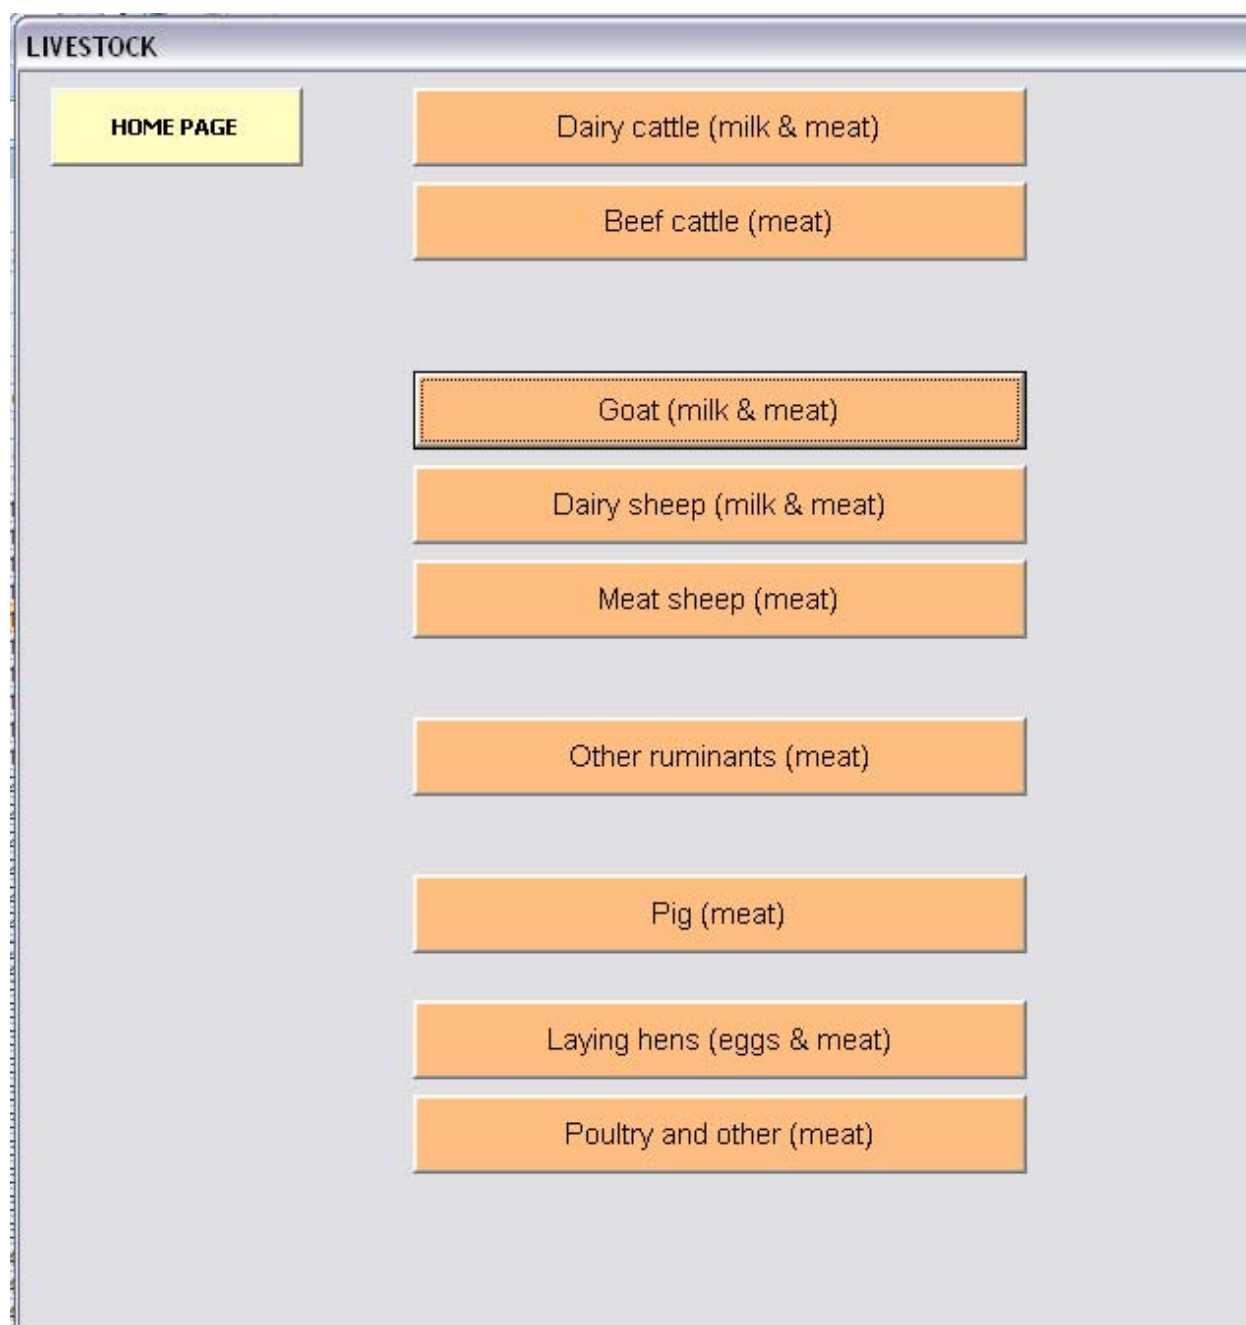 LIVESTOCK
HOME PAGE
Dairy cattle (milk & meat)
Beef cattle (meat)
Goat (milk & meat)
Dairy sheep (milk & meat)
Meat sheep (meat)
Other ruminants (meat)
Pig (meat)
Laying hens (eggs & meat)
Poultry and other (meat)